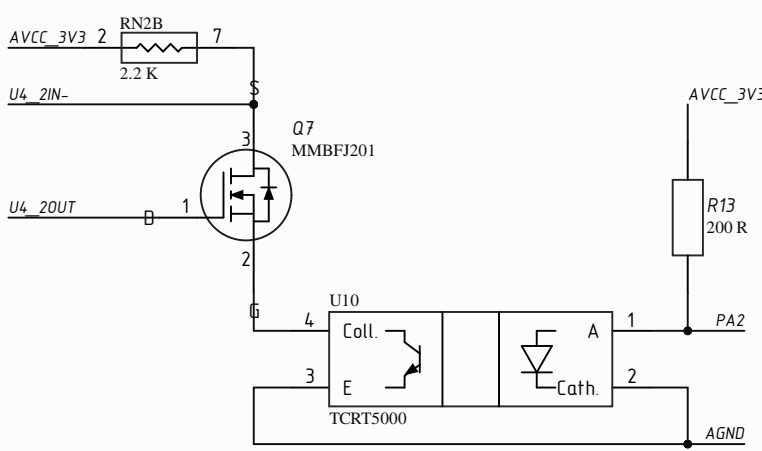 RN2B
AVCC_3V3 2 7
2.2 K
S
U4_2IN-
AVCC_3V3
3 Q7
MMBFJ201
U4_2OUT D 1
R13
200 R
2
G
U10
4 Coll. A 1 PA2
3 E Cath. 2
TCRT5000
AGND